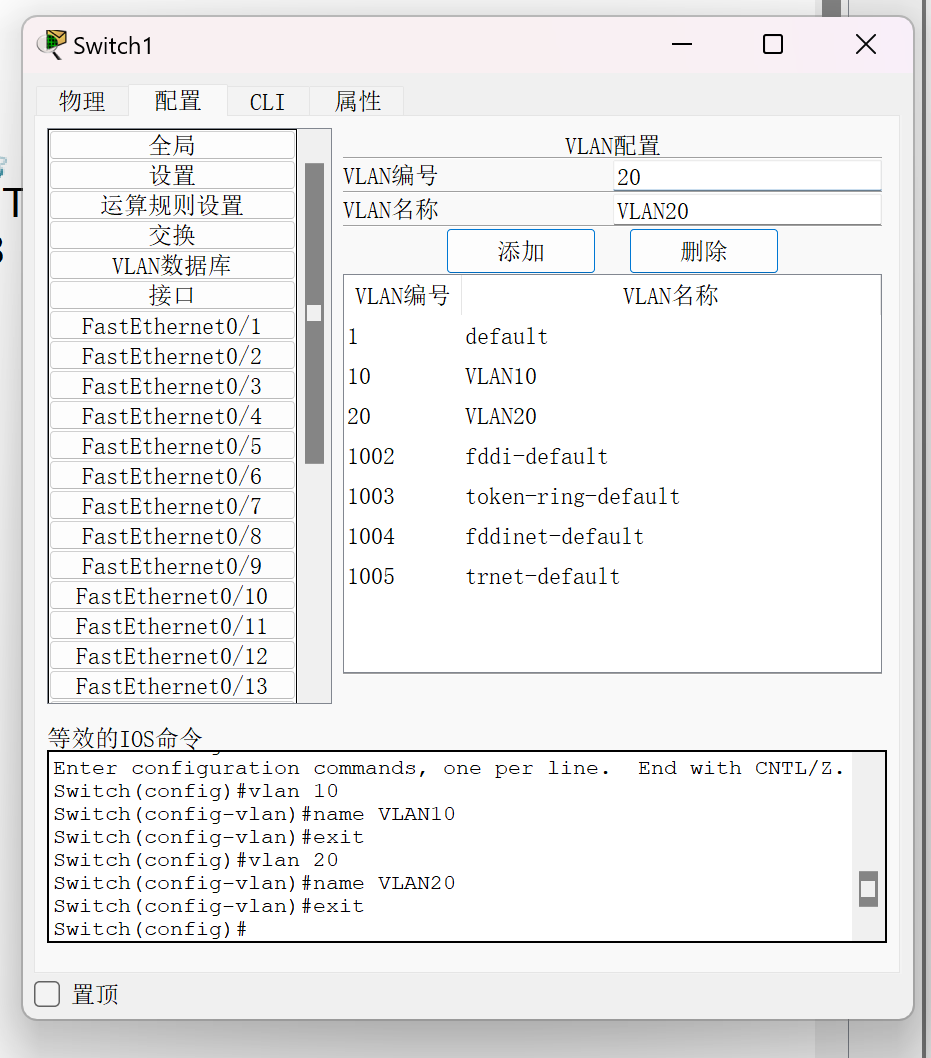 Switch1
物理 配置 CLI 属性
全局
设置
运算规则设置
交换
VLAN数据库
接口
FastEthernet0/1
FastEthernet0/2
FastEthernet0/3
FastEthernet0/4
FastEthernet0/5
FastEthernet0/6
FastEthernet0/7
FastEthernet0/8
FastEthernet0/9
FastEthernet0/10
FastEthernet0/11
FastEthernet0/12
FastEthernet0/13
VLAN配置
VLAN编号 20
VLAN名称 VLAN20
添加 删除
VLAN编号 VLAN名称
1 default
10 VLAN10
20 VLAN20
1002 fddi-default
1003 token-ring-default
1004 fddinet-default
1005 trnet-default
等效的IOS命令
Enter configuration commands, one per line.  End with CNTL/Z.
Switch(config)#vlan 10
Switch(config-vlan)#name VLAN10
Switch(config-vlan)#exit
Switch(config)#vlan 20
Switch(config-vlan)#name VLAN20
Switch(config-vlan)#exit
Switch(config)#
置顶